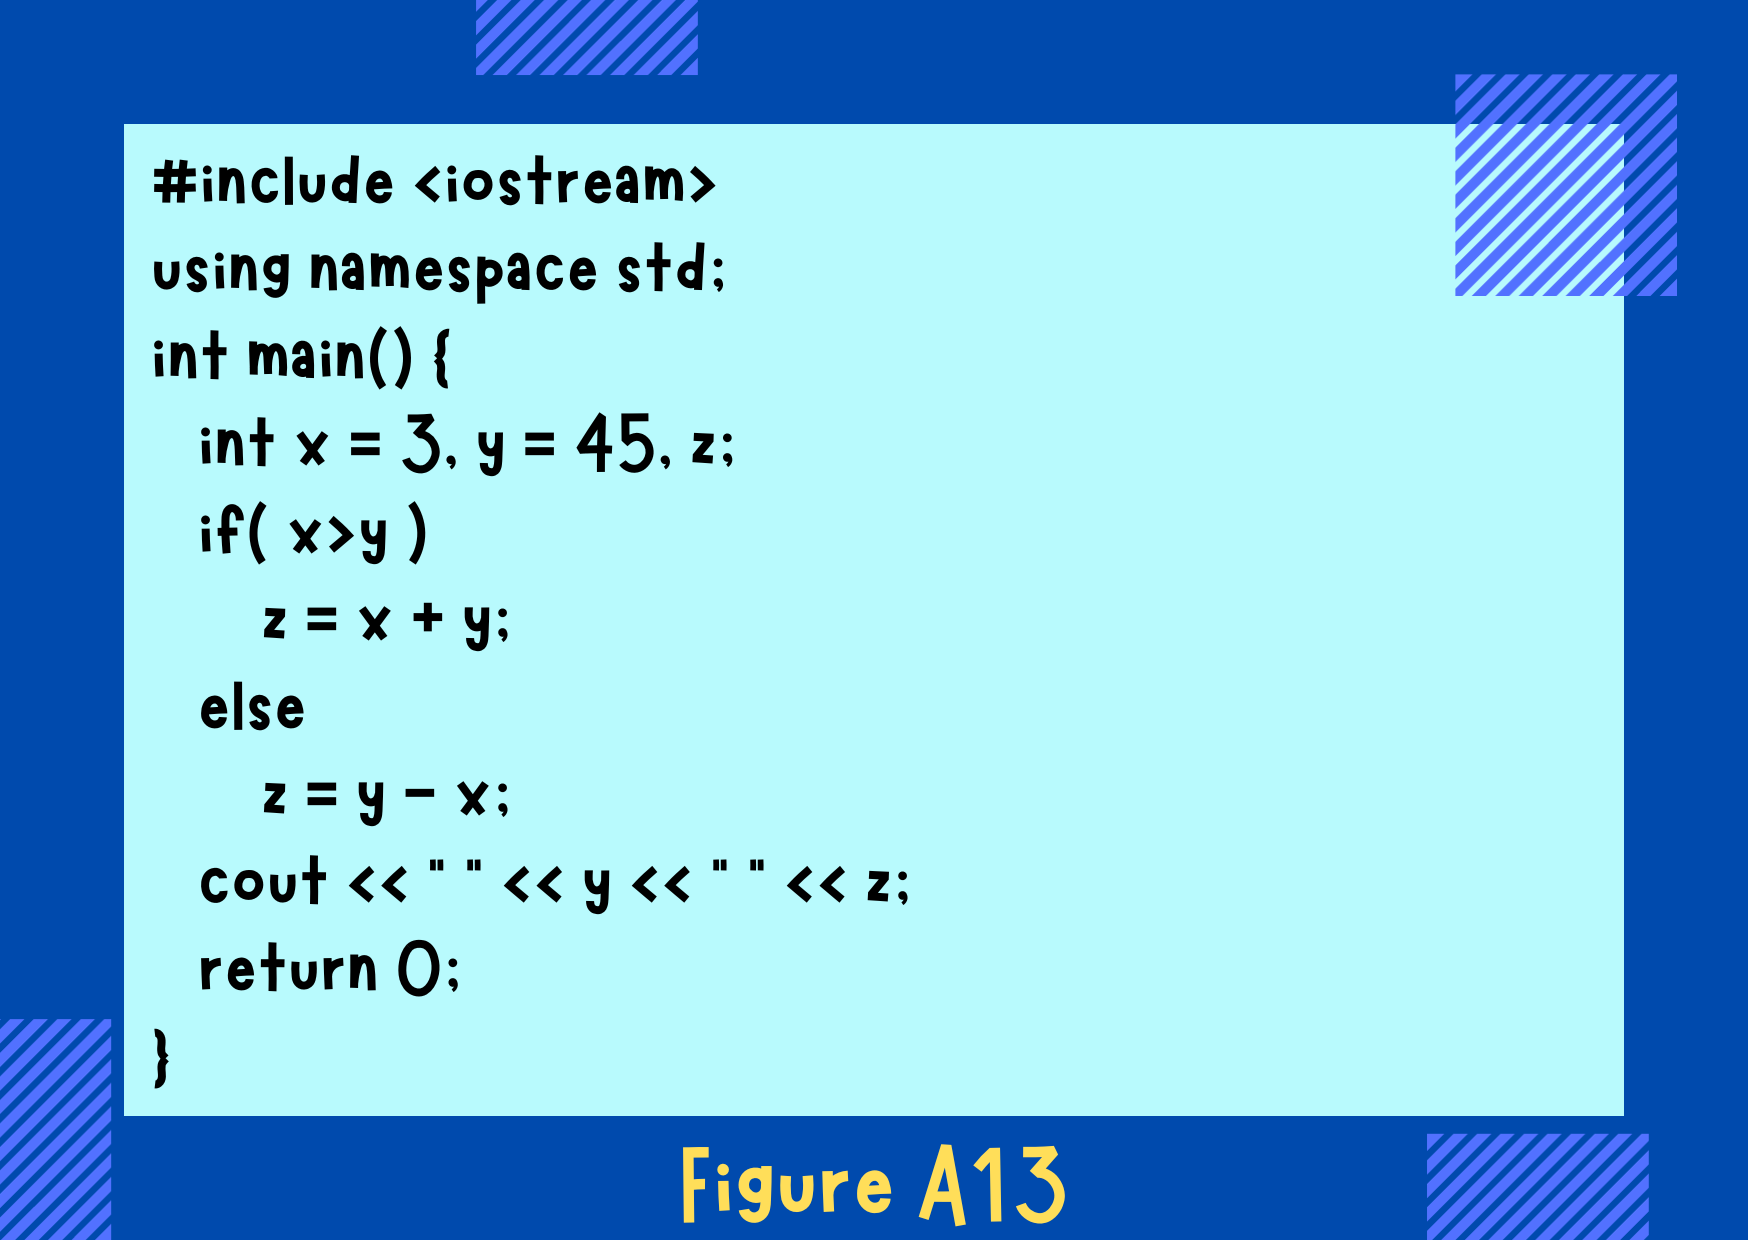 #include <iostream>
using namespace std;
int main() {
int x = 3, y = 45, z;
if( x>y )
z = x + y;
else
z = y - x;
cout << " " << y << " " << z;
return 0;
}
Figure A13